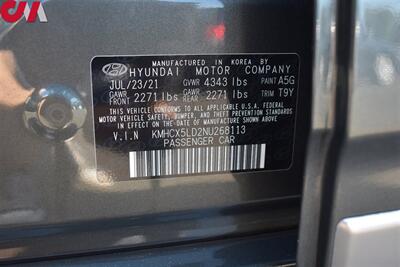 CM
MANUFACTURED IN KOREA
HYUNDAI MOTOR COMPANY
JUL/23/21 GVWR 4343 lbs PAINT A5G
GAWR FRONT 2271 lbs GAWR REAR 2271 lbs TRIM T9Y
THIS VEHICLE CONFORMS TO ALL APPLICABLE U.S.A. FEDERAL
MOTOR VEHICLE SAFETY, BUMPER, AND THEFT PREVENTION STANDARDS
IN EFFECT ON THE DATE OF MANUFACTURE SHOWN ABOVE.
V.I.N KMHCX5LD2NU268113
PASSENGER CAR